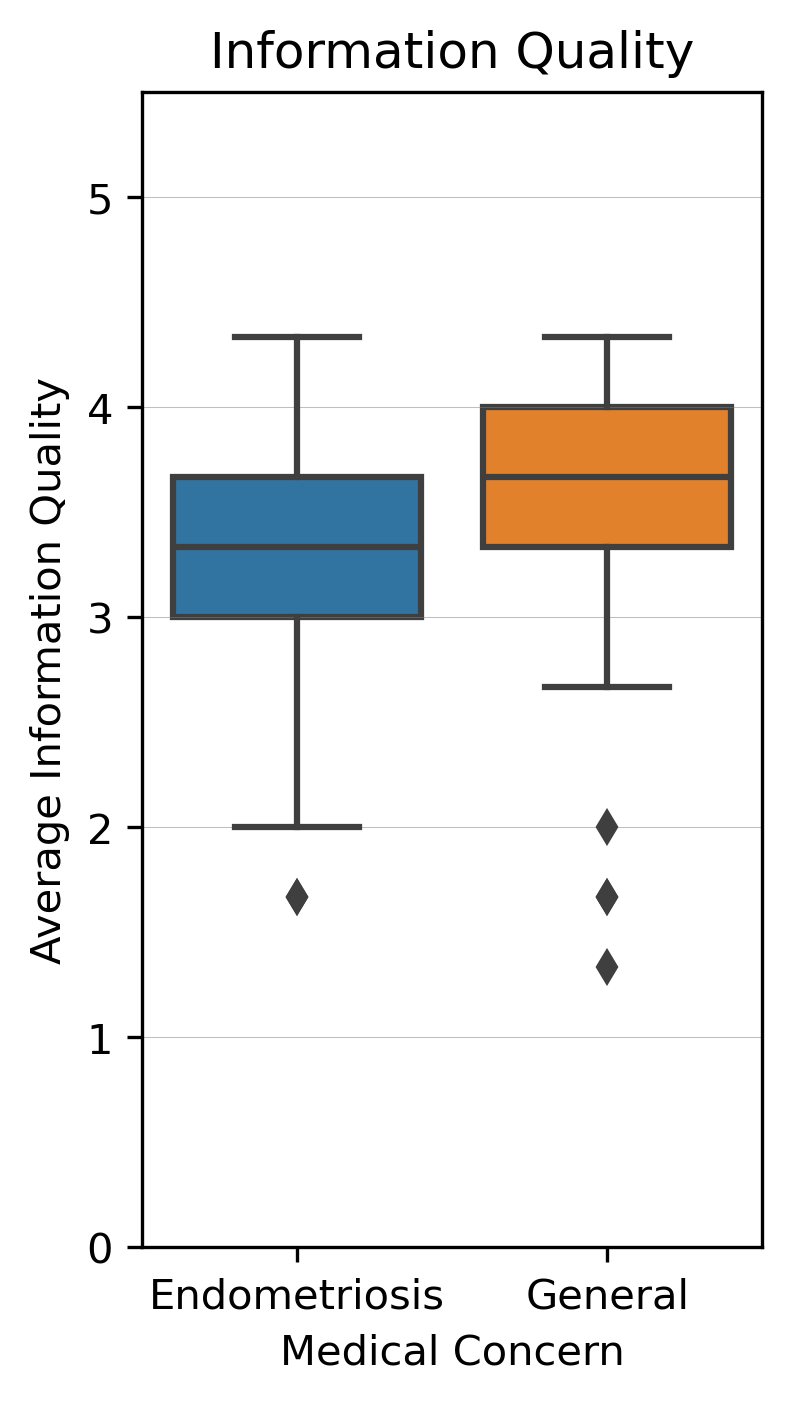 Information Quality
Average Information Quality
5
4
3
2
1
0
Endometriosis General
Medical Concern